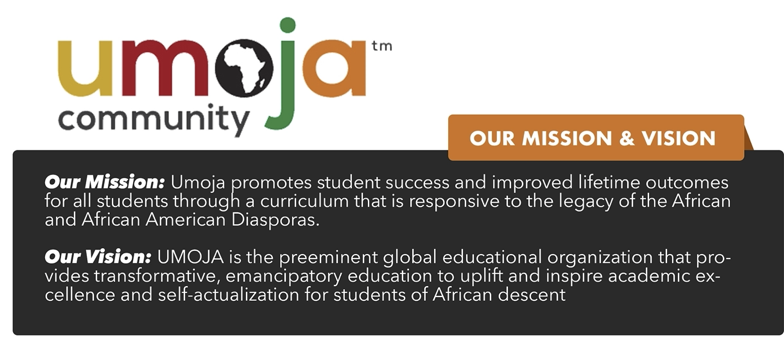 umoja™
community
OUR MISSION & VISION
Our Mission: Umoja promotes student success and improved lifetime outcomes
for all students through a curriculum that is responsive to the legacy of the African
and African American Diasporas.
Our Vision: UMOJA is the preeminent global educational organization that pro-
vides transformative, emancipatory education to uplift and inspire academic ex-
cellence and self-actualization for students of African descent